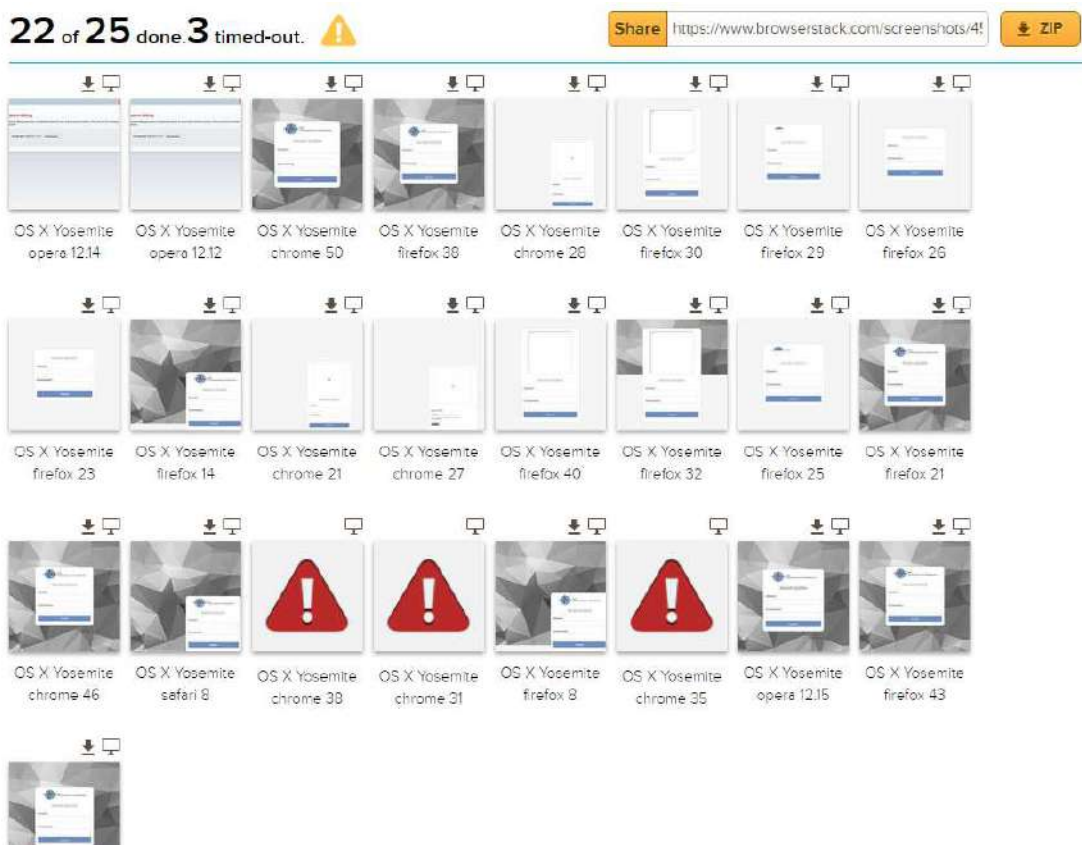 22 of 25 done. 3 timed-out.
Share https://www.browserstack.com/screenshots/4
ZIP
OS X Yosemite opera 12.14
OS X Yosemite opera 12.12
OS X Yosemite chrome 50
OS X Yosemite firefox 38
OS X Yosemite chrome 28
OS X Yosemite firefox 30
OS X Yosemite firefox 29
OS X Yosemite firefox 26
OS X Yosemite firefox 23
OS X Yosemite firefox 14
OS X Yosemite chrome 21
OS X Yosemite chrome 27
OS X Yosemite firefox 40
OS X Yosemite firefox 32
OS X Yosemite firefox 25
OS X Yosemite firefox 21
OS X Yosemite chrome 46
OS X Yosemite safari 8
OS X Yosemite chrome 38
OS X Yosemite chrome 31
OS X Yosemite firefox 8
OS X Yosemite chrome 35
OS X Yosemite opera 12.15
OS X Yosemite firefox 43